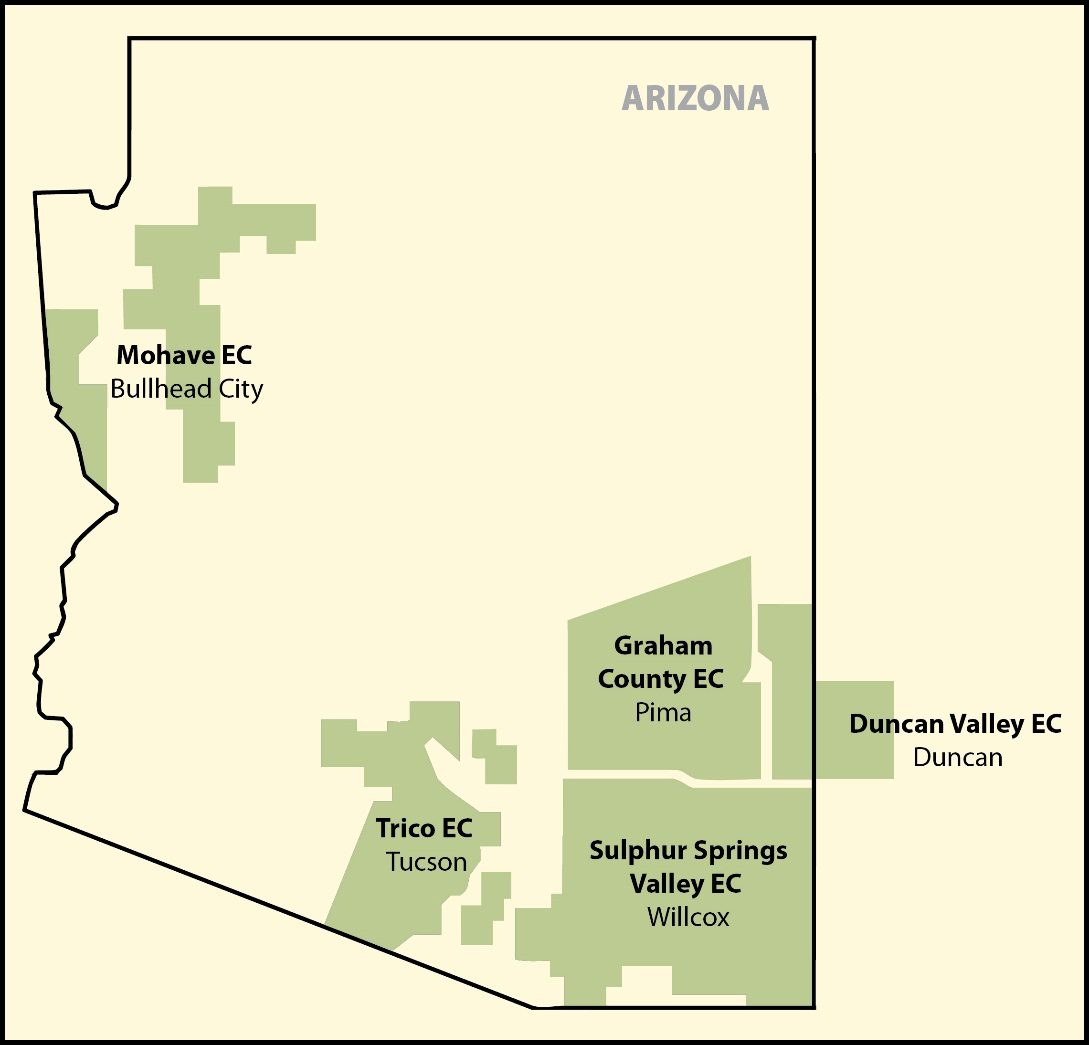 ARIZONA
Mohave EC
Bullhead City
Graham
County EC
Pima
Duncan Valley EC
Duncan
Trico EC
Tucson
Sulphur Springs
Valley EC
Willcox